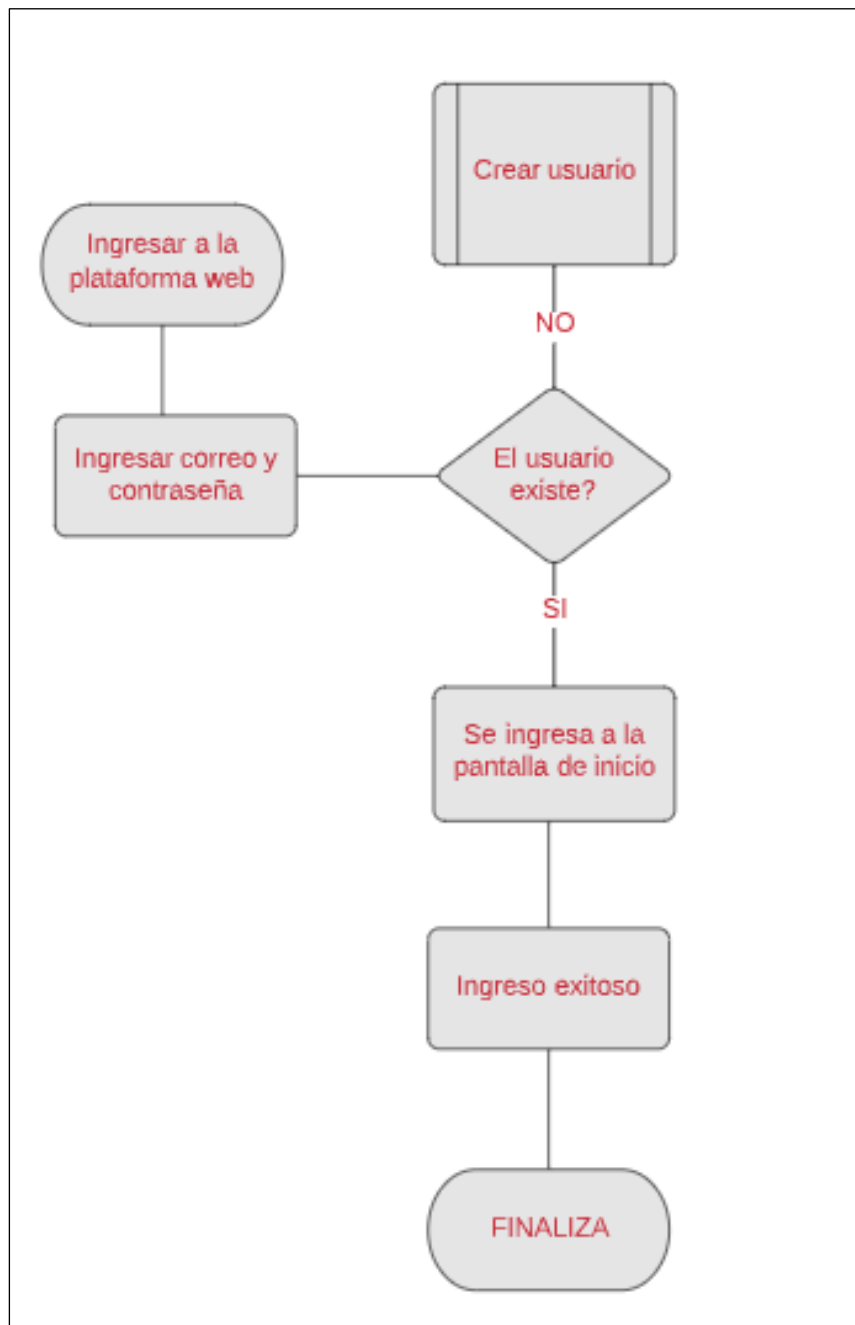 Crear usuario
Ingresar a la
plataforma web
NO
Ingresar correo y
contraseña
El usuario
existe?
SI
Se ingresa a la
pantalla de inicio
Ingreso exitoso
FINALIZA